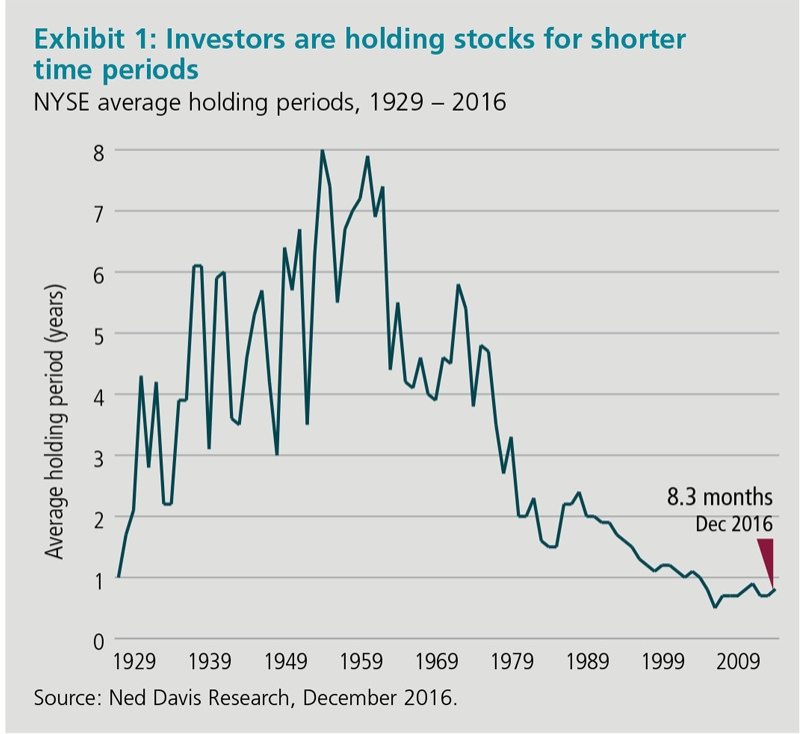 Exhibit 1: Investors are holding stocks for shorter
time periods
NYSE average holding periods, 1929 – 2016
Average holding period (years)
8
7
6
5
4
3
2
1
0
8.3 months
Dec 2016
1929 1939 1949 1959 1969 1979 1989 1999 2009
Source: Ned Davis Research, December 2016.